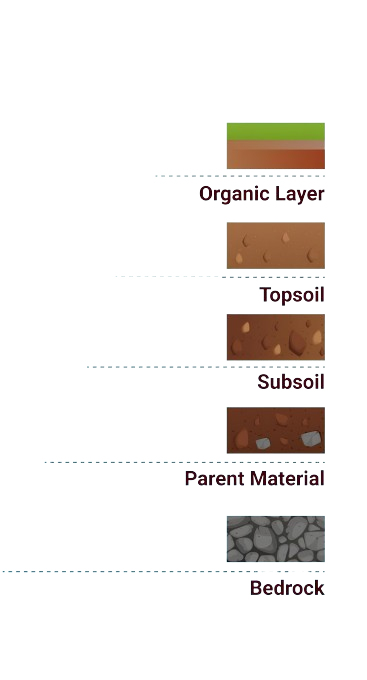 Organic Layer
Topsoil
Subsoil
Parent Material
Bedrock